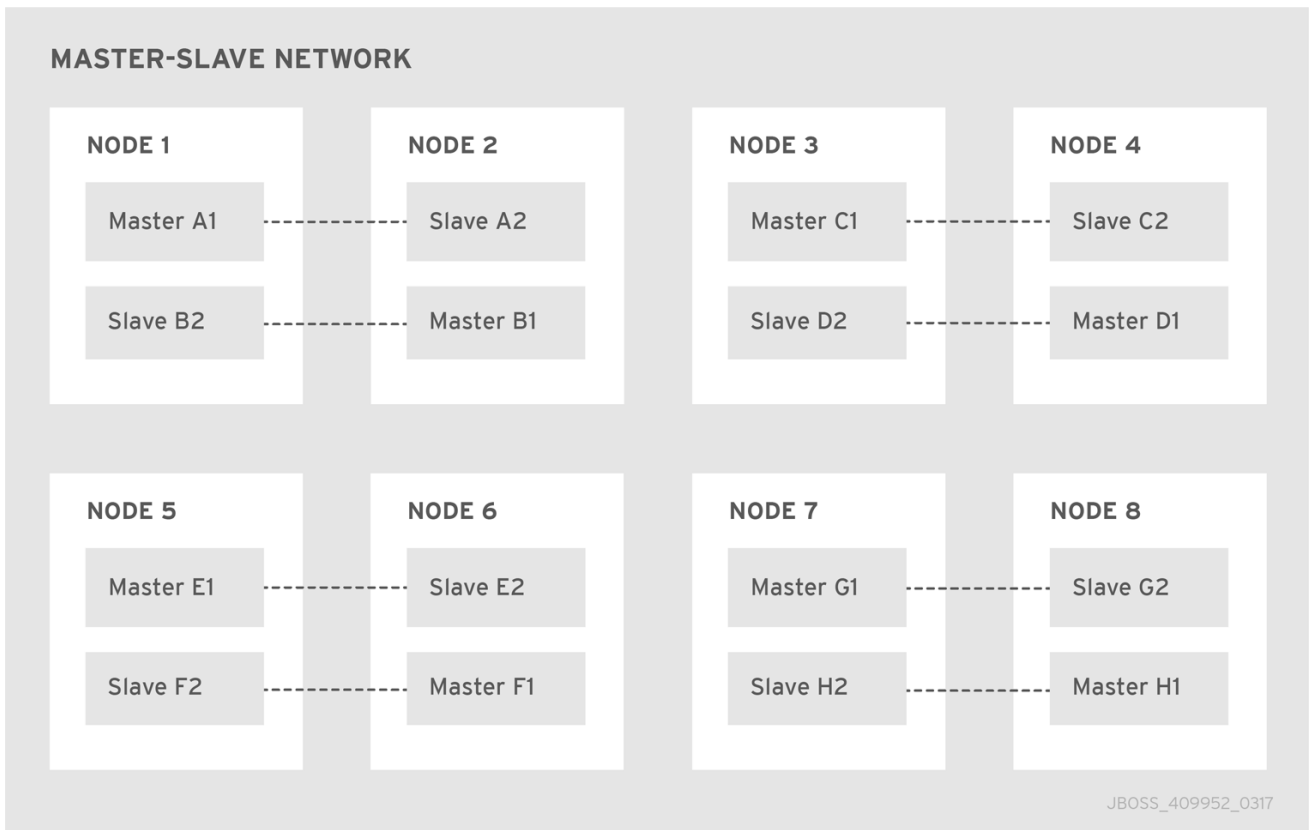 MASTER-SLAVE NETWORK
NODE 1
Master A1
Slave B2
NODE 2
Slave A2
Master B1
NODE 3
Master C1
Slave D2
NODE 4
Slave C2
Master D1
NODE 5
Master E1
Slave F2
NODE 6
Slave E2
Master F1
NODE 7
Master G1
Slave H2
NODE 8
Slave G2
Master H1
JBOSS_409952_0317